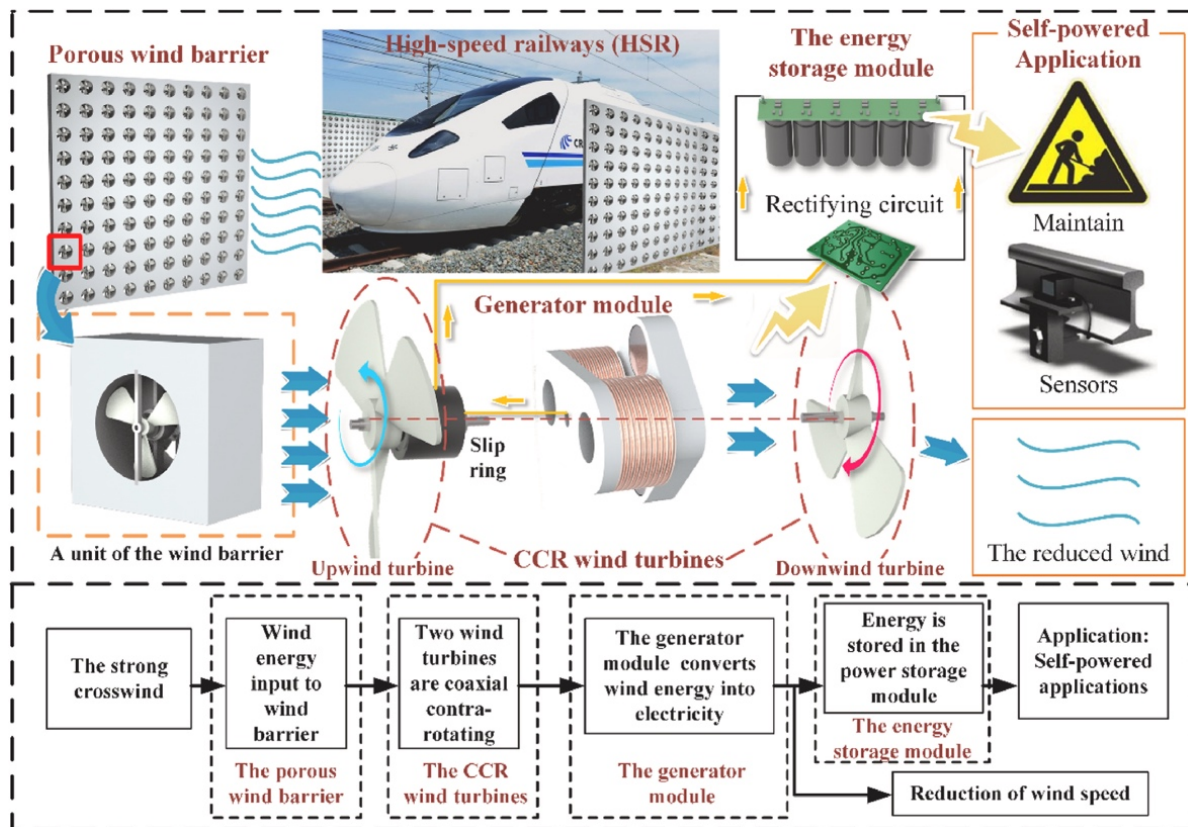 Porous wind barrier
High-speed railways (HSR)
The energy
storage module
Self-powered
Application
Rectifying circuit
Maintain
Generator module
Sensors
Slip
ring
A unit of the wind barrier
Upwind turbine
CCR wind turbines
Downwind turbine
The reduced wind
The strong
crosswind
Wind
energy
input to
wind
barrier
The porous
wind barrier
Two wind
turbines
are coaxial
contra-
rotating
The CCR
wind turbines
The generator
module converts
wind energy into
electricity
The generator
module
Energy is
stored in the
power storage
module
The energy
storage module
Application:
Self-powered
applications
Reduction of wind speed